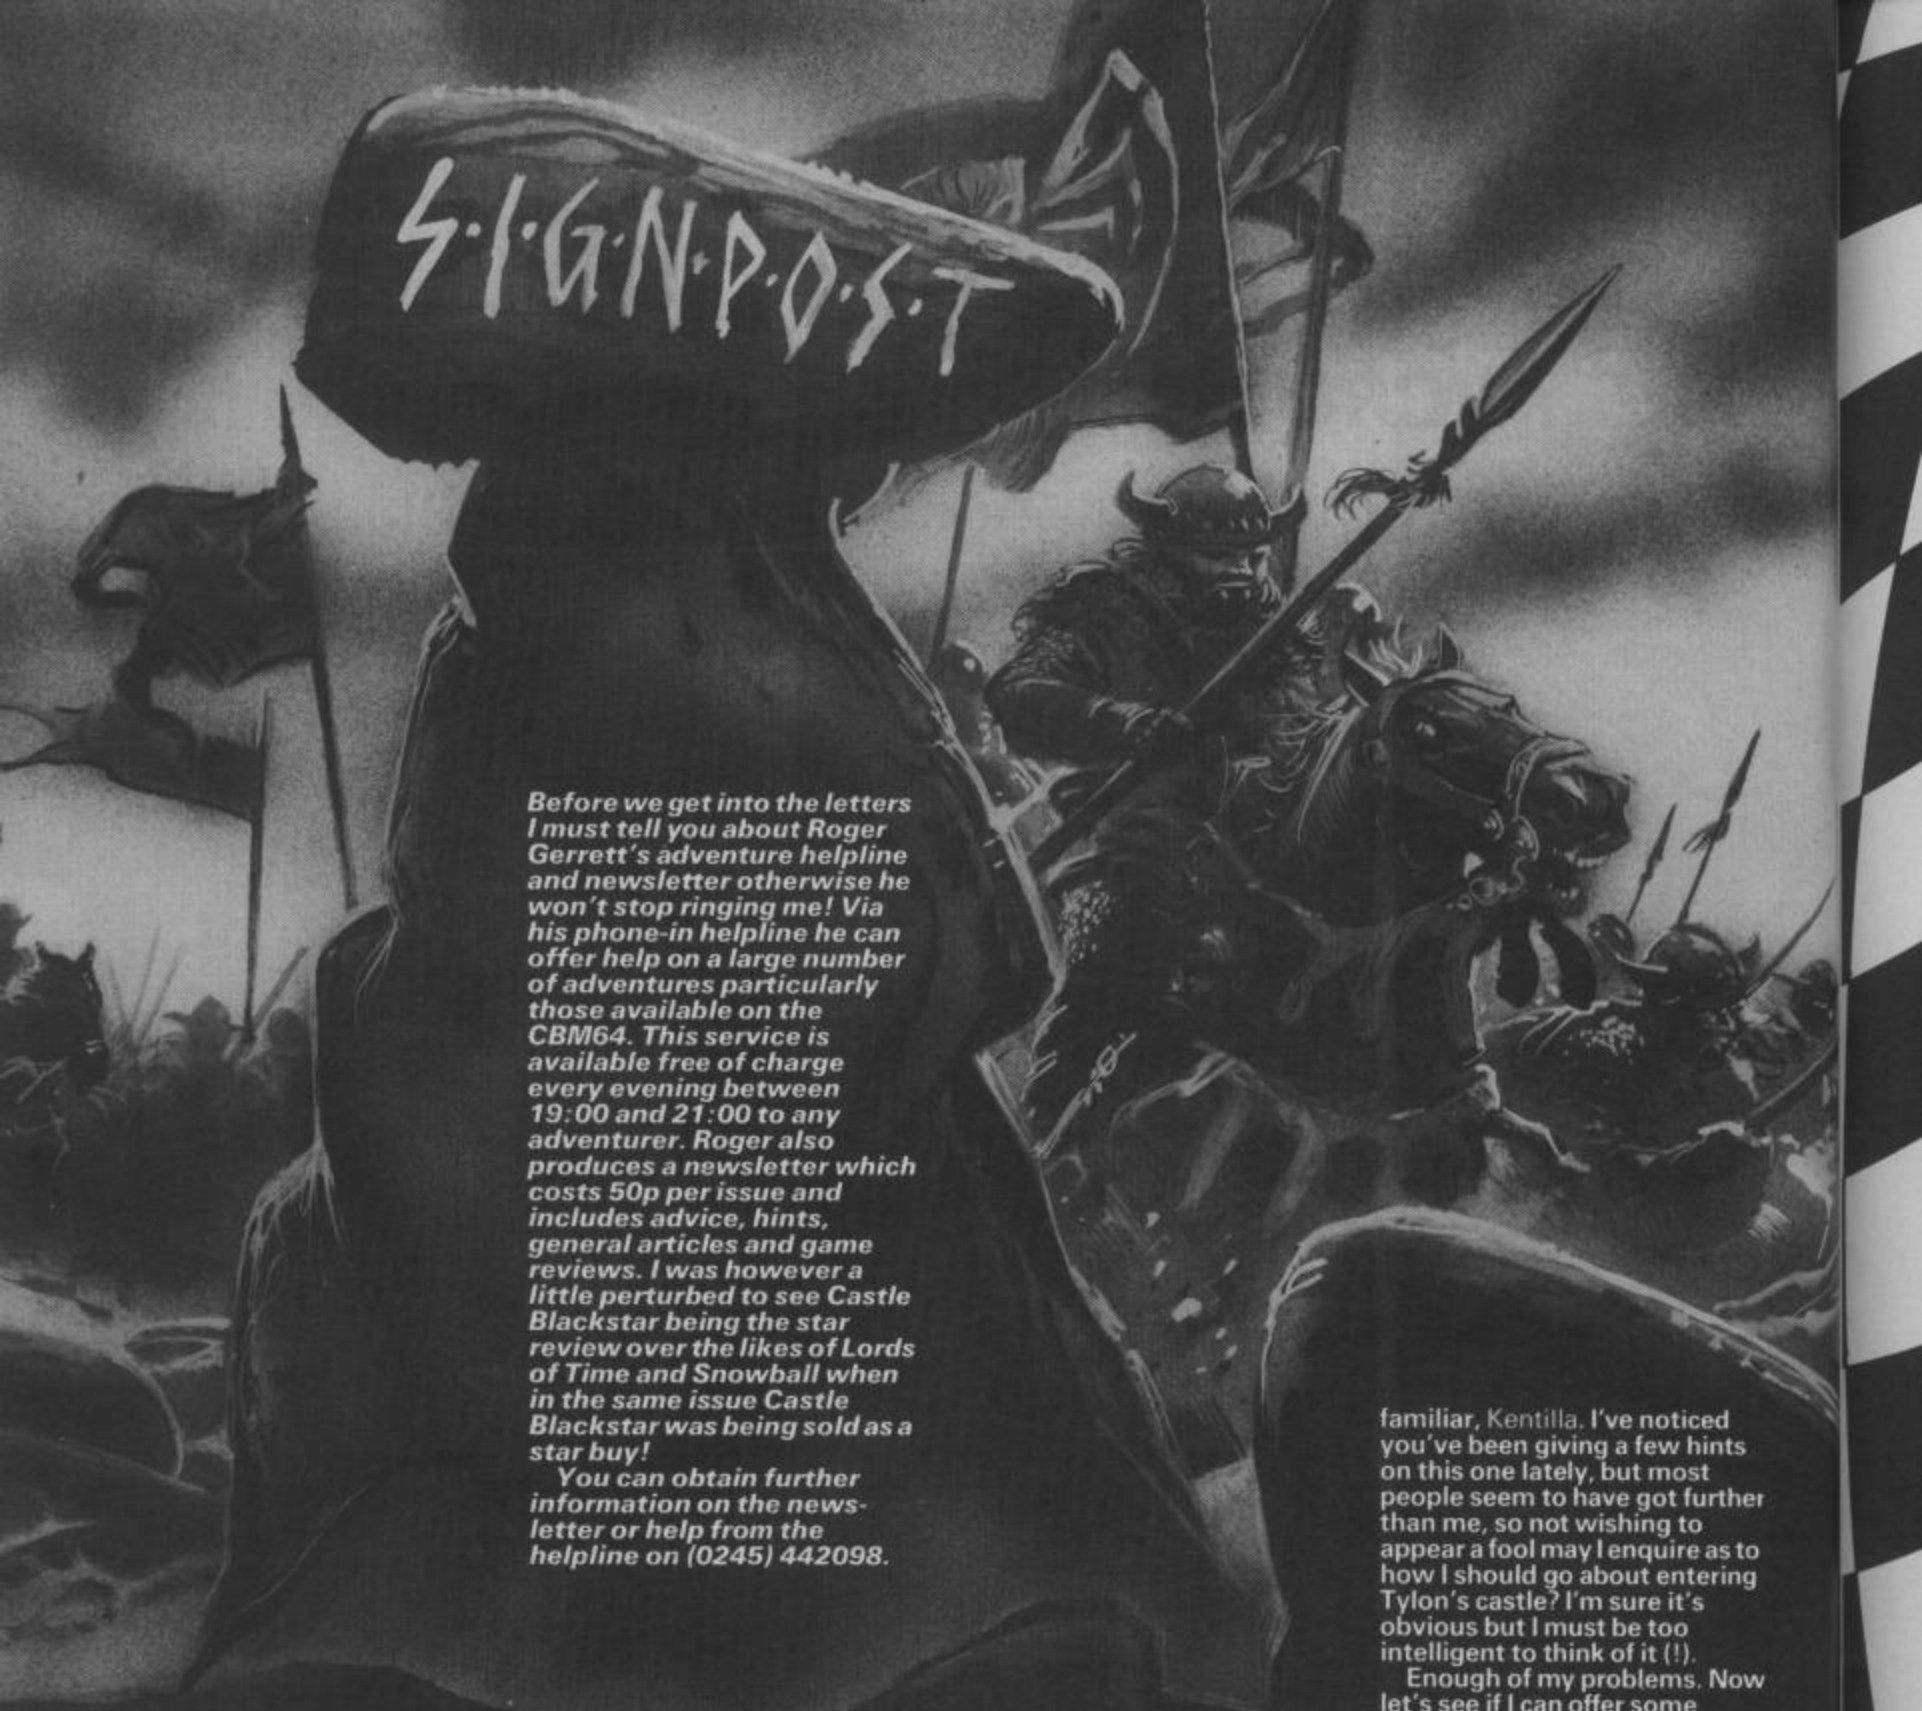 S·I·G·N·P·O·S·T
Before we get into the letters
I must tell you about Roger
Gerrett's adventure helpline
and newsletter otherwise he
won't stop ringing me! Via
his phone-in helpline he can
offer help on a large number
of adventures particularly
those available on the
CBM64. This service is
available free of charge
every evening between
19:00 and 21:00 to any
adventurer. Roger also
produces a newsletter which
costs 50p per issue and
includes advice, hints,
general articles and game
reviews. I was however a
little perturbed to see Castle
Blackstar being the star
review over the likes of Lords
of Time and Snowball when
in the same issue Castle
Blackstar was being sold as a
star buy!
You can obtain further
information on the news-
letter or help from the
helpline on (0245) 442098.
familiar, Kentilla. I've noticed
you've been giving a few hints
on this one lately, but most
people seem to have got further
than me, so not wishing to
appear a fool may I enquire as to
how I should go about entering
Tylon's castle? I'm sure it's
obvious but I must be too
intelligent to think of it (!).
Enough of my problems. Now
let's see if I can offer some